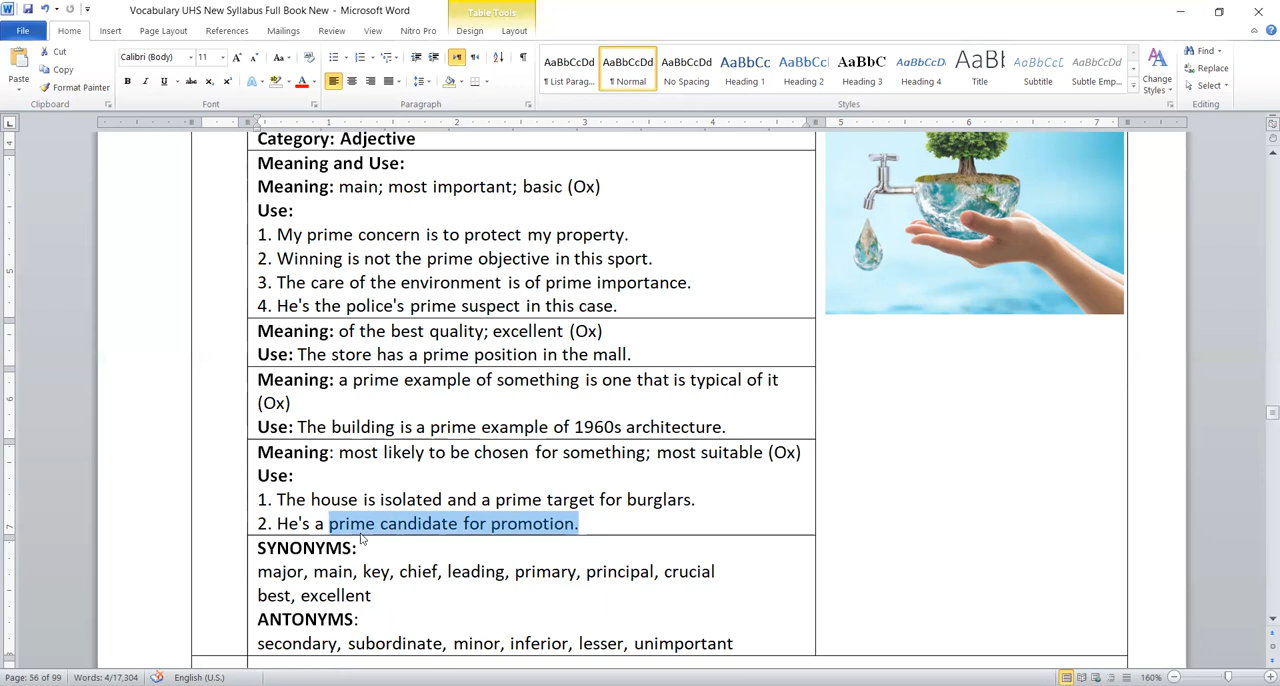 Vocabulary UHS New Syllabus Full Book New - Microsoft Word
Table Tools
File Home Insert Page Layout References Mailings Review View Nitro Pro Design Layout
Paste
Cut
Copy
Format Painter
Clipboard
Calibri (Body) 11
Font
Paragraph
AaBbCcDd AaBbCcDd AaBbCcDd AaBbCc AaBbCc AaBbC AaBbCcD AaBl AaBbCcL AaBbCcDd
¶ List Parag... ¶ Normal No Spacing Heading 1 Heading 2 Heading 3 Heading 4 Title Subtitle Subtle Emp...
Styles
Change
Styles
Find
Replace
Select
Editing
1 2 3 4 5 6 7
Category: Adjective
Meaning and Use:
Meaning: main; most important; basic (Ox)
Use:
1. My prime concern is to protect my property.
2. Winning is not the prime objective in this sport.
3. The care of the environment is of prime importance.
4. He's the police's prime suspect in this case.
Meaning: of the best quality; excellent (Ox)
Use: The store has a prime position in the mall.
Meaning: a prime example of something is one that is typical of it
(Ox)
Use: The building is a prime example of 1960s architecture.
Meaning: most likely to be chosen for something; most suitable (Ox)
Use:
1. The house is isolated and a prime target for burglars.
2. He's a prime candidate for promotion.
SYNONYMS:
major, main, key, chief, leading, primary, principal, crucial
best, excellent
ANTONYMS:
secondary, subordinate, minor, inferior, lesser, unimportant
Page: 56 of 99 Words: 4/17,304 English (U.S.) 160%